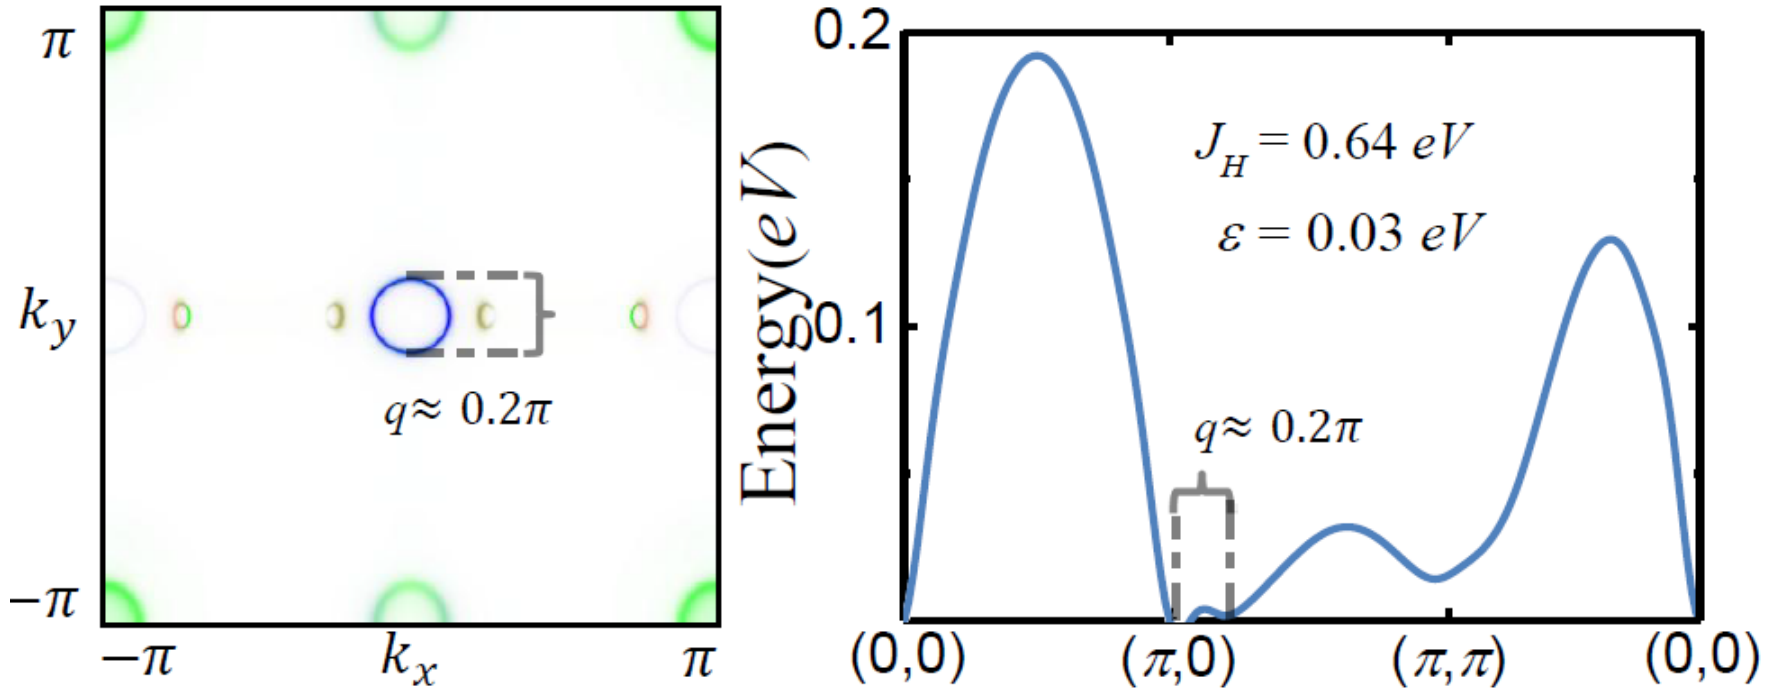 π
k_y
−π
−π
k_x
π
q≈ 0.2π
Energy(eV)
0.2
0.1
J_H = 0.64 eV
ε = 0.03 eV
q≈ 0.2π
(0,0)
(π,0)
(π,π)
(0,0)